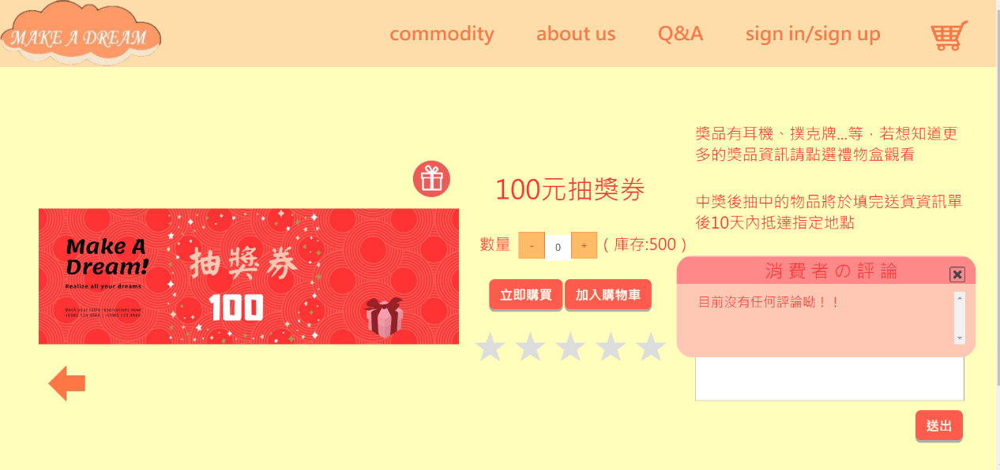 MAKE A DREAM
commodity
about us
Q&A
sign in/sign up
獎品有耳機、撲克牌...等，若想知道更
多的獎品資訊請點選禮物盒觀看
中獎後抽中的物品將於填完送貨資訊單
後10天內抵達指定地點
100元抽獎券
數量 - 0 + ( 庫存:500 )
立即購買
加入購物車
Make A
Dream!
Realize all your dreams
Book your table reservations now!
抽獎券
100
消費者の評論
目前沒有任何評論呦！！
送出